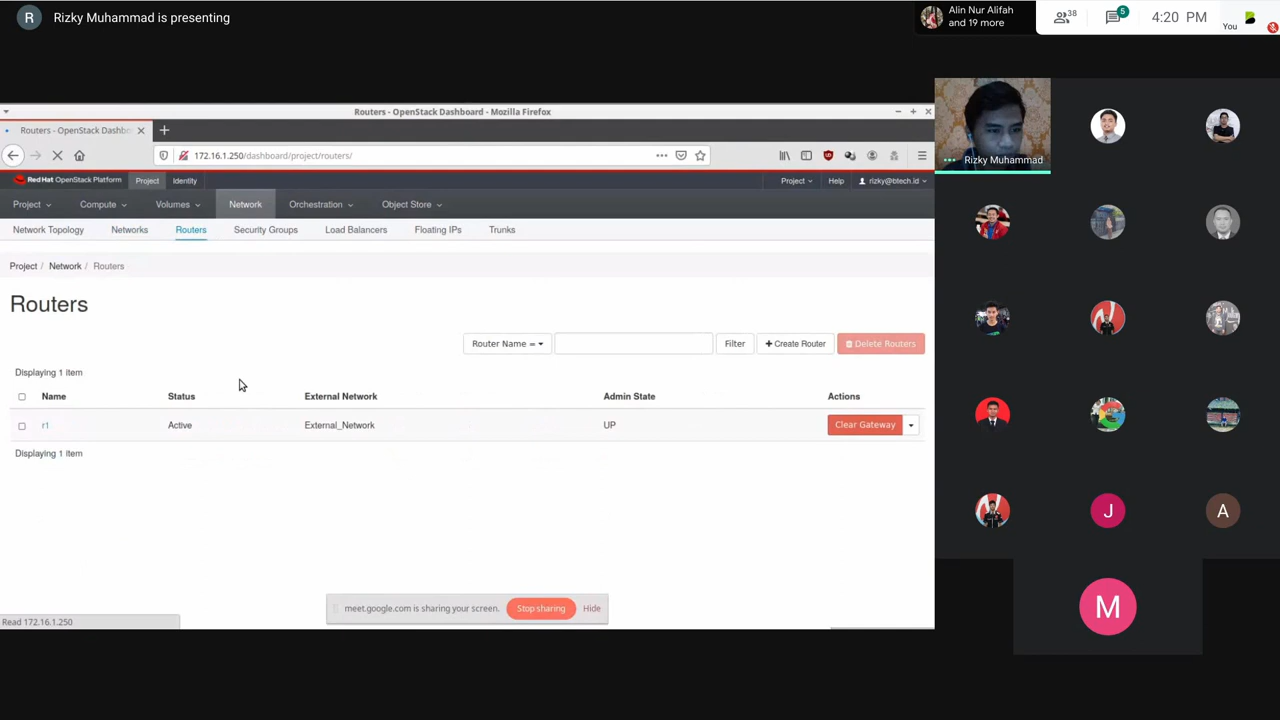 R Rizky Muhammad is presenting
Alin Nur Alifah
and 19 more
38
5
4:20 PM
You
Routers - OpenStack Dashboard - Mozilla Firefox
Routers - OpenStack Dashbo
172.16.1.250/dashboard/project/routers/
Red Hat OpenStack Platform Project Identity Project Help rizky@btech.id
Project Compute Volumes Network Orchestration Object Store
Network Topology Networks Routers Security Groups Load Balancers Floating IPs Trunks
Project / Network / Routers
Routers
Router Name = Filter + Create Router Delete Routers
Displaying 1 item
Name Status External Network Admin State Actions
r1 Active External_Network UP Clear Gateway
Displaying 1 item
meet.google.com is sharing your screen. Stop sharing Hide
Read 172.16.1.250
Rizky Muhammad
J
A
M